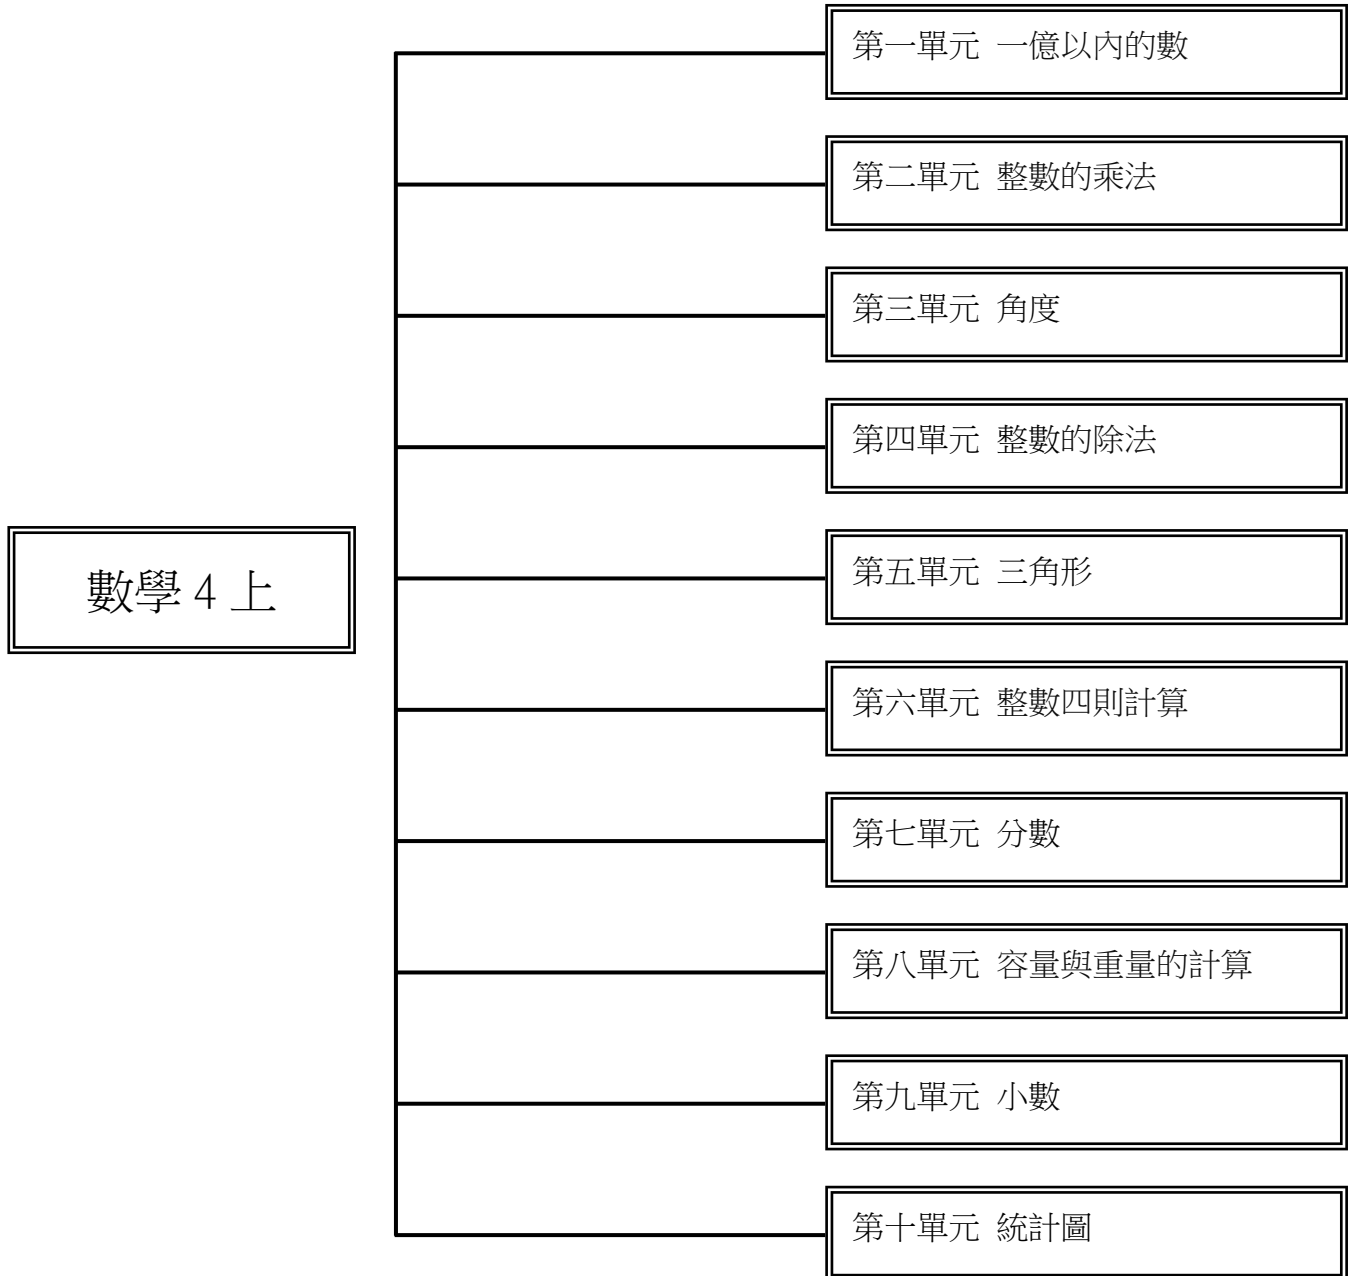 第一單元 一億以內的數
第二單元 整數的乘法
第三單元 角度
第四單元 整數的除法
第五單元 三角形
數學 4 上
第六單元 整數四則計算
第七單元 分數
第八單元 容量與重量的計算
第九單元 小數
第十單元 統計圖